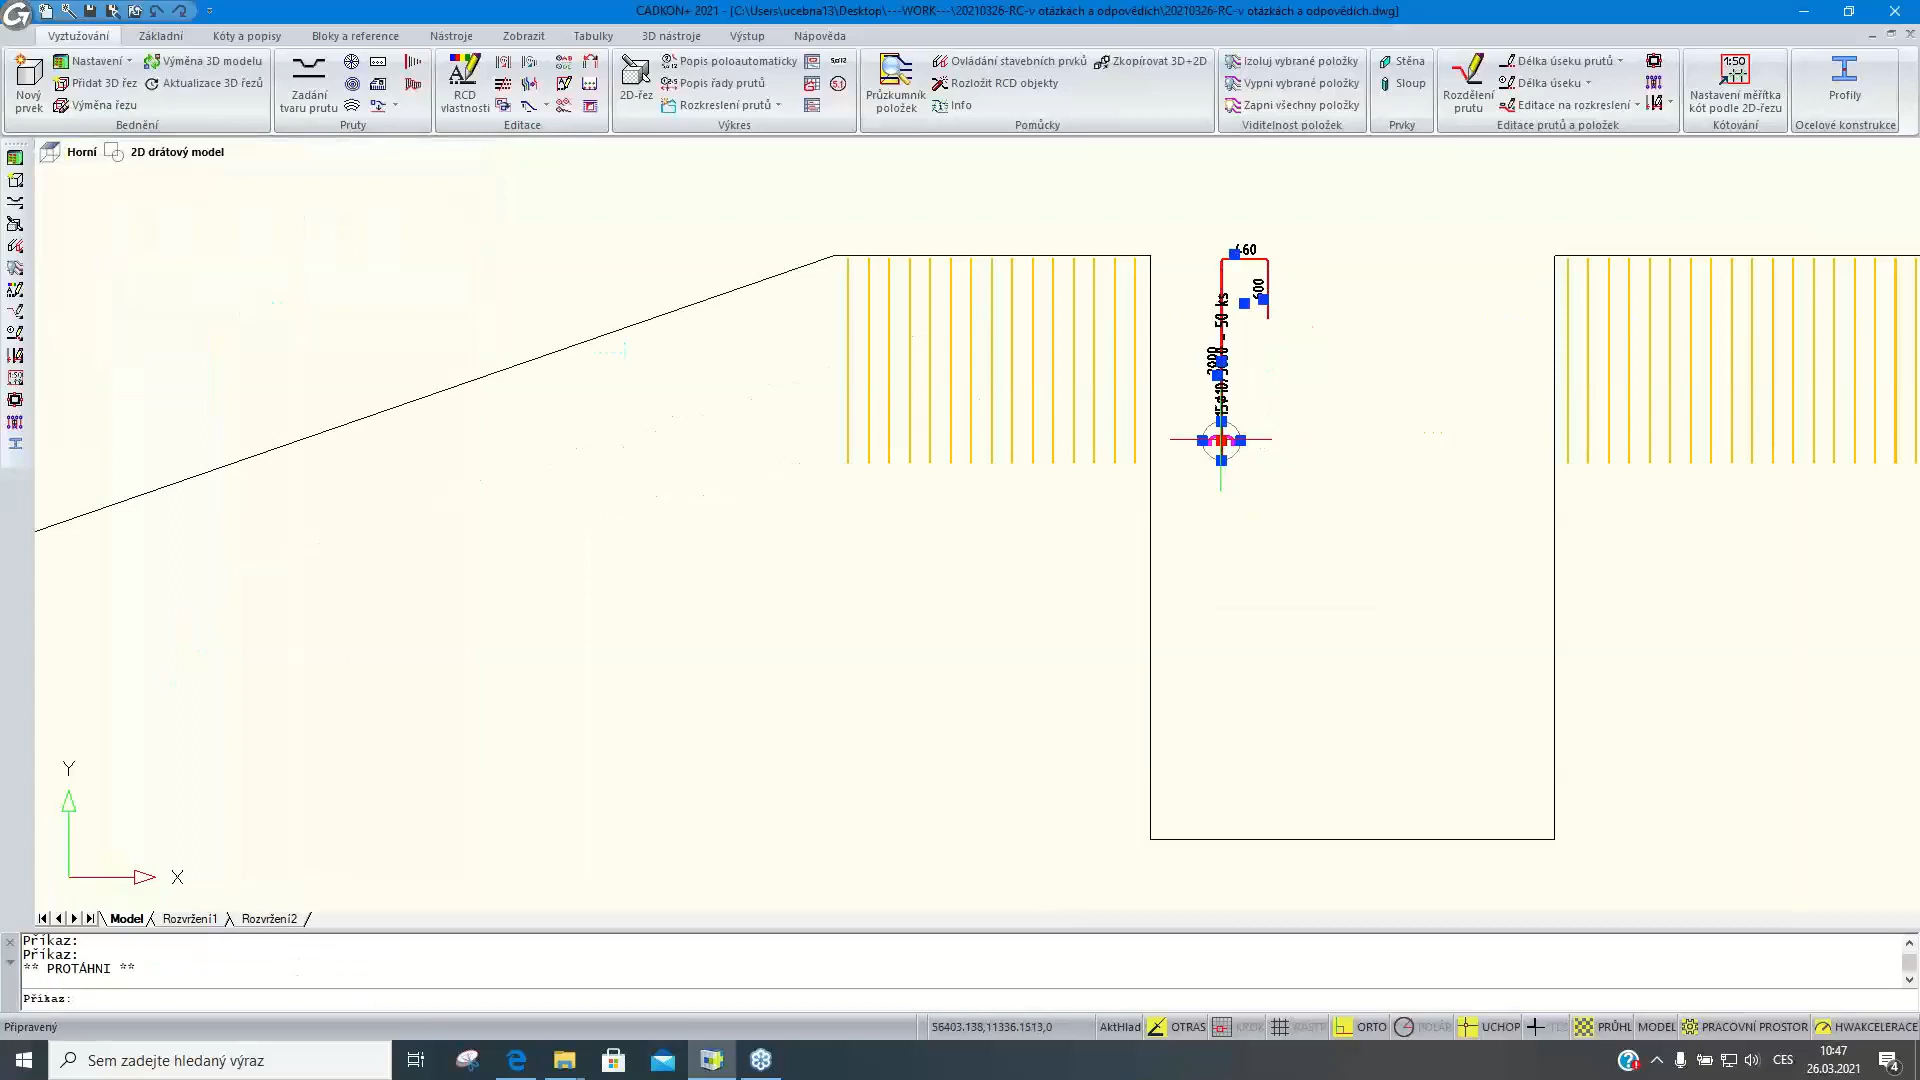 CADKON+ 2021 - [C:\Users\ucebna13\Desktop\---WORK---\20210326-RC-v otázkách a odpovědích\20210326-RC-v otázkách a odpovědích.dwg]
Vyztužování Základní Kóty a popisy Bloky a reference Nástroje Zobrazit Tabulky 3D nástroje Výstup Nápověda
Nový prvek
Nastavení
Přidat 3D řez
Výměna řezu
Výměna 3D modelu
Aktualizace 3D řezů
Bednění
Zadání tvaru prutu
Pruty
RCD vlastnosti
Editace
2D-řez
Popis poloautomaticky
Popis řady prutů
Rozkreslení prutů
Výkres
Průzkumník položek
Ovládání stavebních prvků
Rozložit RCD objekty
Info
Zkopírovat 3D+2D
Pomůcky
Izoluj vybrané položky
Vypni vybrané položky
Zapni všechny položky
Viditelnost položek
Stěna
Sloup
Prvky
Rozdělení prutu
Délka úseku prutů
Délka úseku
Editace na rozkreslení
Editace prutů a položek
1:50
Nastavení měřítka kót podle 2D-řezu
Kótování
Profily
Ocelové konstrukce
Horní 2D drátový model
600
- 50 ks
Y
X
Model Rozvržení1 Rozvržení2
Příkaz:
Příkaz:
** PROTÁHNI **
Příkaz:
Připravený
56403.138,11336.1513,0 AktHlad OTRAS KROK RASTR ORTO POLÁR UCHOP PRŮHL MODEL PRACOVNÍ PROSTOR HWAKCELERACE
Sem zadejte hledaný výraz
CES
10:47
26.03.2021
4